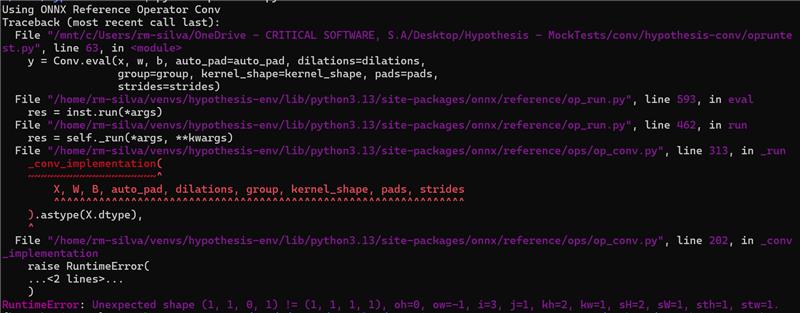 Using ONNX Reference Operator Conv
Traceback (most recent call last):
  File "/mnt/c/Users/rm-silva/OneDrive - CRITICAL SOFTWARE, S.A/Desktop/Hypothesis - MockTests/conv/hypothesis-conv/oprunte
st.py", line 63, in <module>
    y = Conv.eval(x, w, b, auto_pad=auto_pad, dilations=dilations,
                  group=group, kernel_shape=kernel_shape, pads=pads,
                  strides=strides)
  File "/home/rm-silva/venvs/hypothesis-env/lib/python3.13/site-packages/onnx/reference/op_run.py", line 593, in eval
    res = inst.run(*args)
  File "/home/rm-silva/venvs/hypothesis-env/lib/python3.13/site-packages/onnx/reference/op_run.py", line 462, in run
    res = self._run(*args, **kwargs)
  File "/home/rm-silva/venvs/hypothesis-env/lib/python3.13/site-packages/onnx/reference/ops/op_conv.py", line 313, in _run
    _conv_implementation(
    ~~~~~~~~~~~~~~~~~~~~^
        X, W, B, auto_pad, dilations, group, kernel_shape, pads, strides
        ^^^^^^^^^^^^^^^^^^^^^^^^^^^^^^^^^^^^^^^^^^^^^^^^^^^^^^^^^^^^^^^^
    ).astype(X.dtype),
    ^
  File "/home/rm-silva/venvs/hypothesis-env/lib/python3.13/site-packages/onnx/reference/ops/op_conv.py", line 202, in _conv
_implementation
    raise RuntimeError(
    ...<2 lines>...
    )
RuntimeError: Unexpected shape (1, 1, 0, 1) != (1, 1, 1, 1), oh=0, ow=-1, i=3, j=1, kh=2, kw=1, sH=2, sW=1, sth=1, stw=1.